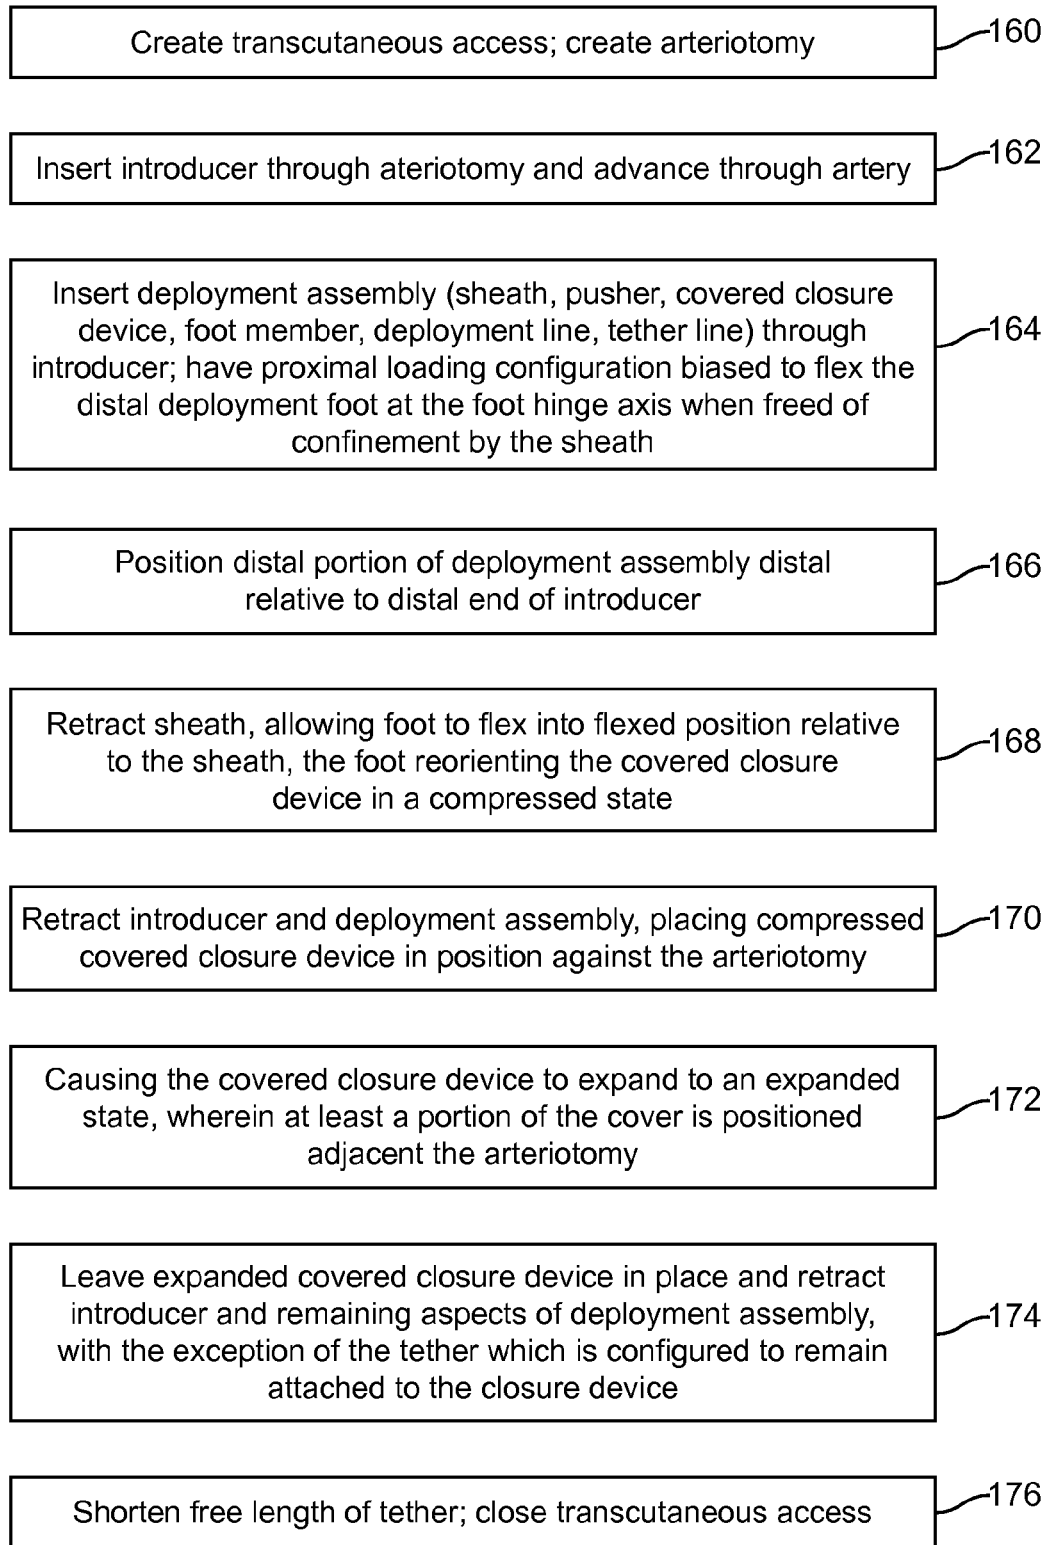 Create transcutaneous access; create arteriotomy
160
Insert introducer through ateriotomy and advance through artery
162
Insert deployment assembly (sheath, pusher, covered closure
device, foot member, deployment line, tether line) through
introducer; have proximal loading configuration biased to flex the
distal deployment foot at the foot hinge axis when freed of
confinement by the sheath
164
Position distal portion of deployment assembly distal
relative to distal end of introducer
166
Retract sheath, allowing foot to flex into flexed position relative
to the sheath, the foot reorienting the covered closure
device in a compressed state
168
Retract introducer and deployment assembly, placing compressed
covered closure device in position against the arteriotomy
170
Causing the covered closure device to expand to an expanded
state, wherein at least a portion of the cover is positioned
adjacent the arteriotomy
172
Leave expanded covered closure device in place and retract
introducer and remaining aspects of deployment assembly,
with the exception of the tether which is configured to remain
attached to the closure device
174
Shorten free length of tether; close transcutaneous access
176